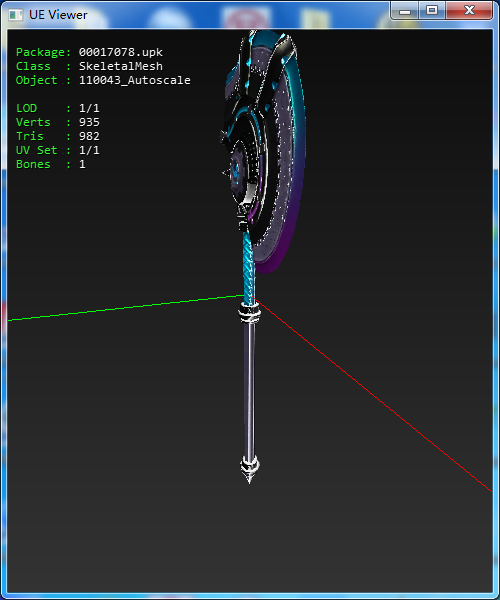 UE Viewer
Package: 00017078.upk
Class : SkeletalMesh
Object : 110043_Autoscale
LOD : 1/1
Verts : 935
Tris : 982
UV Set : 1/1
Bones : 1